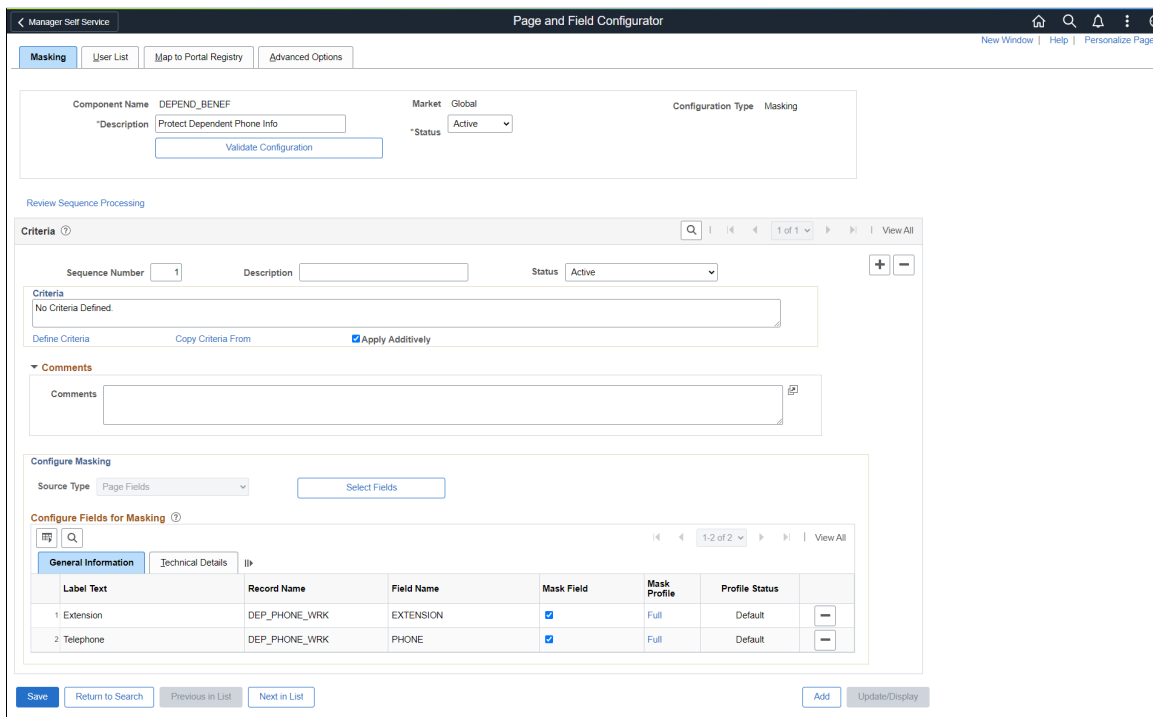 Manager Self Service Page and Field Configurator
New Window | Help | Personalize Page
Masking User List Map to Portal Registry Advanced Options
Component Name DEPEND_BENEF Market Global Configuration Type Masking
*Description Protect Dependent Phone Info *Status Active
Validate Configuration
Review Sequence Processing
Criteria 1 of 1 View All
Sequence Number 1 Description Status Active
Criteria
No Criteria Defined.
Define Criteria Copy Criteria From Apply Additively
Comments
Comments
Configure Masking
Source Type Page Fields Select Fields
Configure Fields for Masking
1-2 of 2 View All
General Information Technical Details
Label Text Record Name Field Name Mask Field Mask Profile Profile Status
1 Extension DEP_PHONE_WRK EXTENSION Full Default
2 Telephone DEP_PHONE_WRK PHONE Full Default
Save Return to Search Previous in List Next in List Add Update/Display